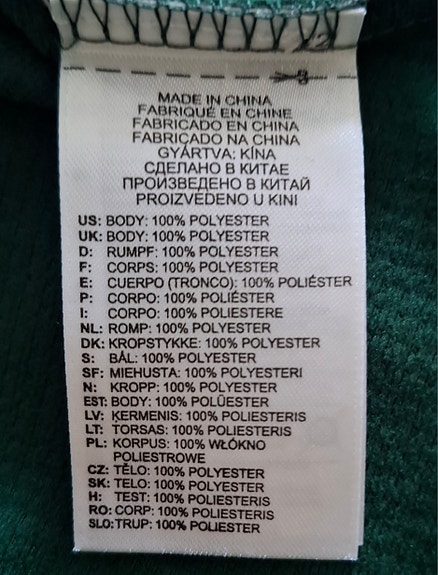 MADE IN CHINA
FABRIQUÉ EN CHINE
FABRICADO EN CHINA
FABRICADO NA CHINA
GYÁRTVA: KÍNA
СДЕЛАНО В КИТАЕ
ПРОИЗВЕДЕНО В КИТАЙ
PROIZVEDENO U KINI
US: BODY: 100% POLYESTER
UK: BODY: 100% POLYESTER
D: RUMPF: 100% POLYESTER
F: CORPS: 100% POLYESTER
E: CUERPO (TRONCO): 100% POLIÉSTER
P: CORPO: 100% POLIÉSTER
I: CORPO: 100% POLIESTERE
NL: ROMP: 100% POLYESTER
DK: KROPSTYKKE: 100% POLYESTER
S: BÅL: 100% POLYESTER
SF: MIEHUSTA: 100% POLYESTERI
N: KROPP: 100% POLYESTER
EST: BODY: 100% POLÜESTER
LV: ĶERMENIS: 100% POLIESTERIS
LT: TORSAS: 100% POLIESTERIS
PL: KORPUS: 100% WŁÓKNO
POLIESTROWE
CZ: TĚLO: 100% POLYESTER
SK: TELO: 100% POLYESTER
H: TEST: 100% POLIESZTER
RO: CORP: 100% POLIESTERIS
SLO: TRUP: 100% POLIESTER